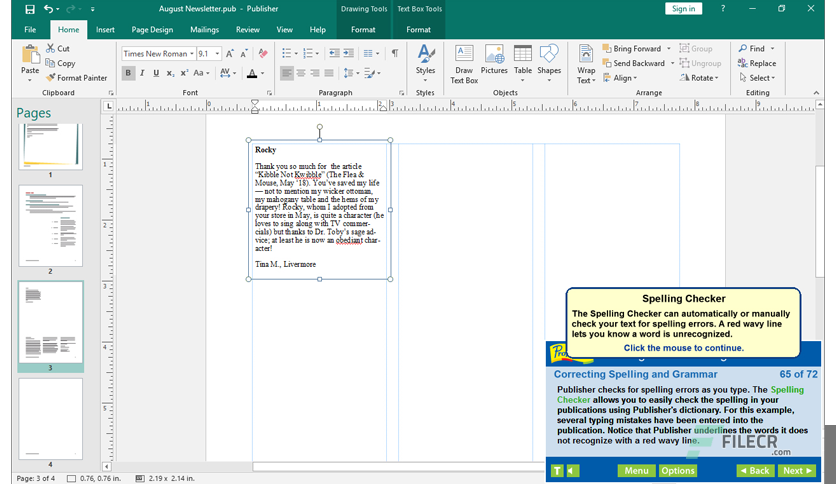 August Newsletter.pub - Publisher
Drawing Tools
Text Box Tools
Sign in
?
File
Home
Insert
Page Design
Mailings
Review
View
Help
Format
Format
Paste
Cut
Copy
Format Painter
Clipboard
Times New Roman
9.1
B I U x₂ x² Aa
AV
A
Font
Paragraph
Styles
Styles
Draw
Text Box
Pictures
Table
Shapes
Objects
Wrap
Text
Bring Forward
Send Backward
Align
Group
Ungroup
Rotate
Arrange
Find
Replace
Select
Editing
Pages
2
3
4
Rocky
Thank you so much for the article
“Kibble Not Kwibble” (The Flea &
Mouse, May ‘18). You’ve saved my life
— not to mention my wicker ottoman,
my mahogany table and the hems of my
drapery! Rocky, whom I adopted from
your store in May, is quite a character (he
loves to sing along with TV commer-
cials) but thanks to Dr. Toby’s sage ad-
vice; at least he is now an obediant char-
acter!
Tina M., Livermore
Spelling Checker
The Spelling Checker can automatically or manually
check your text for spelling errors. A red wavy line
lets you know a word is unrecognized.
Click the mouse to continue.
Correcting Spelling and Grammar 65 of 72
Publisher checks for spelling errors as you type. The Spelling
Checker allows you to easily check the spelling in your
publications using Publisher's dictionary. For this example,
several typing mistakes have been entered into the
publication. Notice that Publisher underlines the words it does
not recognize with a red wavy line.
FILECR
.com
T
Menu
Options
Back
Next
Page: 3 of 4
0.76, 0.76 in.
2.19 x 2.14 in.